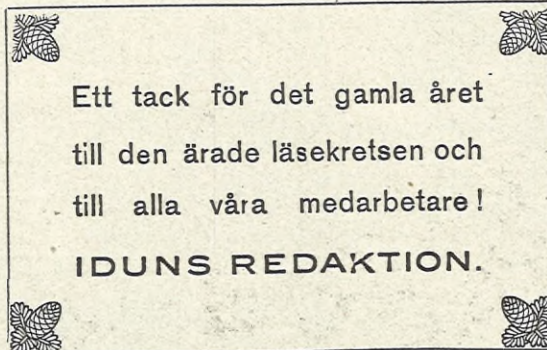 Ett tack för det gamla året
till den ärade läsekretsen och
till alla våra medarbetare!
IDUNS REDAKTION.